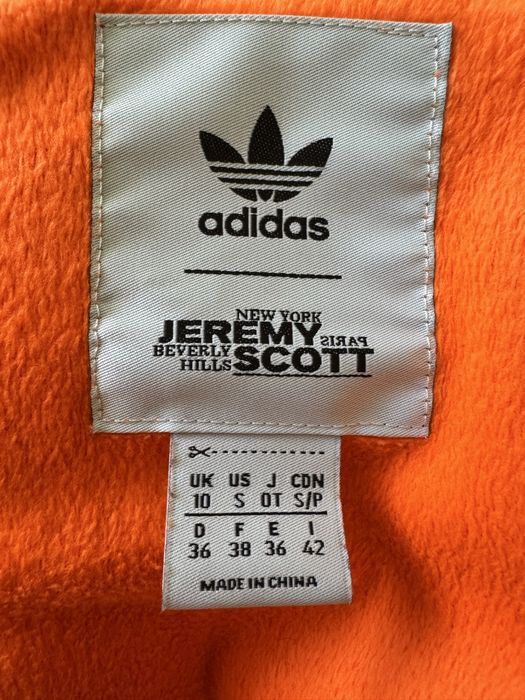 adidas
NEW YORK
JEREMY PARIS
BEVERLY
HILLS SCOTT
UK US J CDN
10 S OT S/P
D F E I
36 38 36 42
MADE IN CHINA